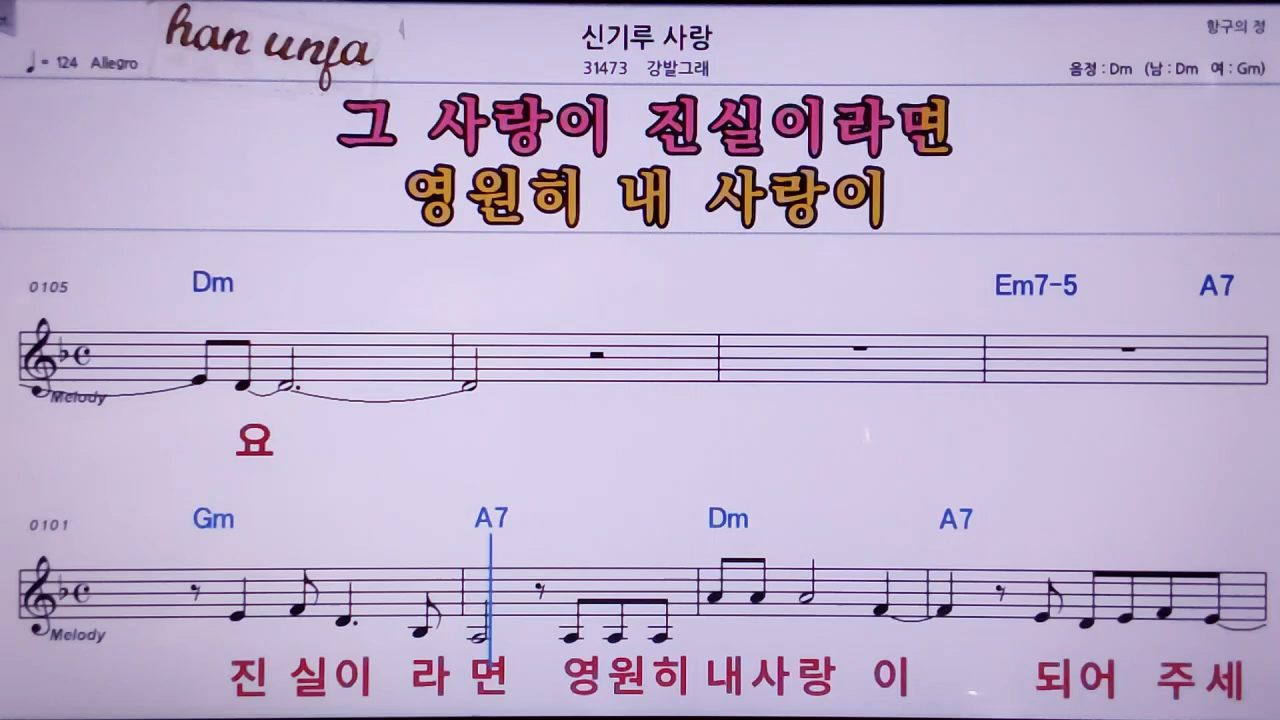 han unfa
신기루 사랑
항구의 정
♩= 124 Allegro
31473 강발그래
음정 : Dm (남 : Dm 여 : Gm)
그 사랑이 진실이라면
영원히 내 사랑이
0105 Dm Em7-5 A7
Melody
요
0101 Gm A7 Dm A7
Melody
진 실이 라 면 영원히 내사랑 이 되어 주세